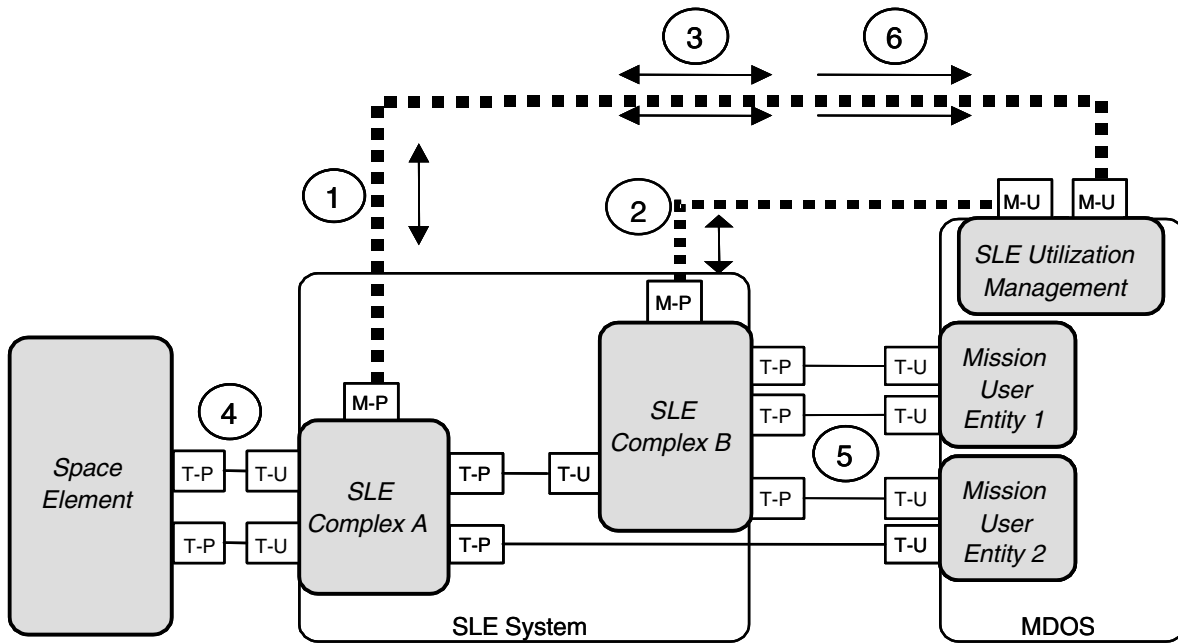 3
6
1
2
M-U
M-U
SLE Utilization
Management
M-P
T-P
T-U
Mission
User
Entity 1
M-P
SLE
Complex B
T-P
T-U
4
5
Space
Element
T-P
T-U
SLE
Complex A
T-P
T-U
T-P
T-U
Mission
User
Entity 2
T-P
T-U
T-P
T-U
SLE System
MDOS